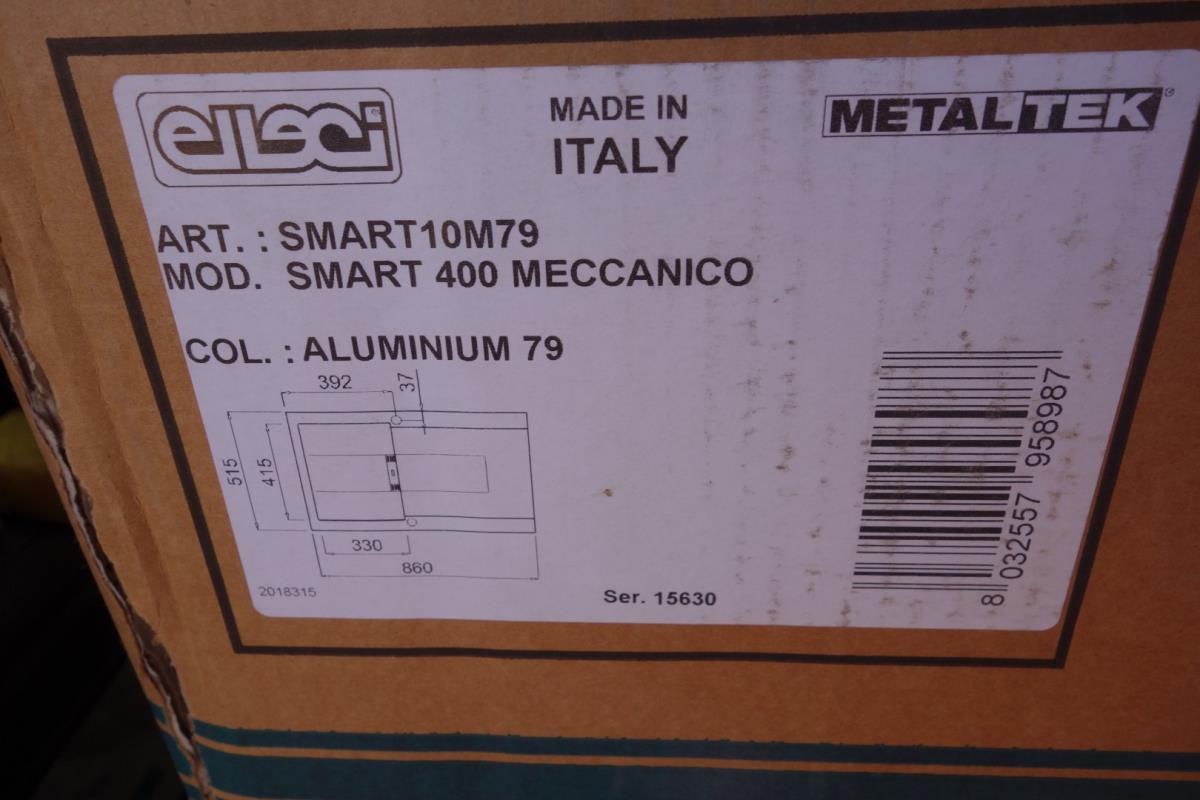 elleci
MADE IN
ITALY
METALTEK®
ART. : SMART10M79
MOD. SMART 400 MECCANICO
COL. : ALUMINIUM 79
392
37
515
415
330
860
2018315
Ser. 15630
8 032557 958987